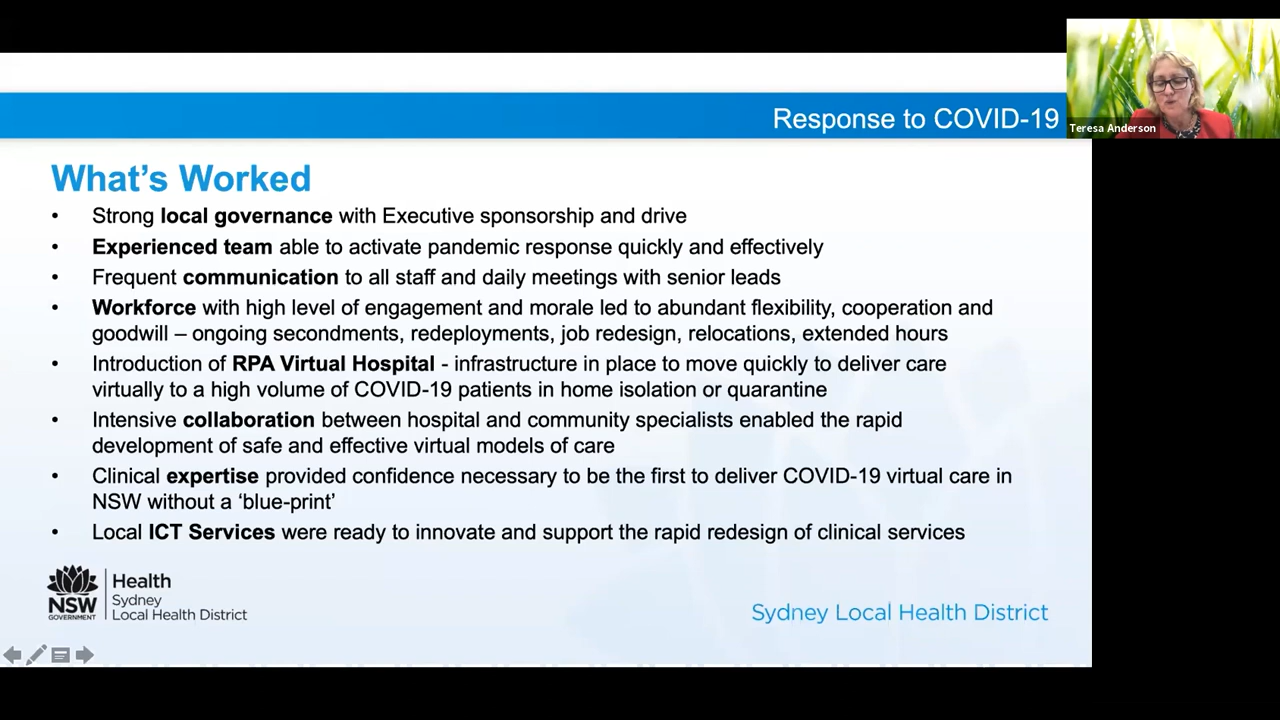 Response to COVID-19
Teresa Anderson
What's Worked
• Strong local governance with Executive sponsorship and drive
• Experienced team able to activate pandemic response quickly and effectively
• Frequent communication to all staff and daily meetings with senior leads
• Workforce with high level of engagement and morale led to abundant flexibility, cooperation and
goodwill – ongoing secondments, redeployments, job redesign, relocations, extended hours
• Introduction of RPA Virtual Hospital - infrastructure in place to move quickly to deliver care
virtually to a high volume of COVID-19 patients in home isolation or quarantine
• Intensive collaboration between hospital and community specialists enabled the rapid
development of safe and effective virtual models of care
• Clinical expertise provided confidence necessary to be the first to deliver COVID-19 virtual care in
NSW without a ‘blue-print’
• Local ICT Services were ready to innovate and support the rapid redesign of clinical services
NSW
GOVERNMENT
Health
Sydney
Local Health District
Sydney Local Health District